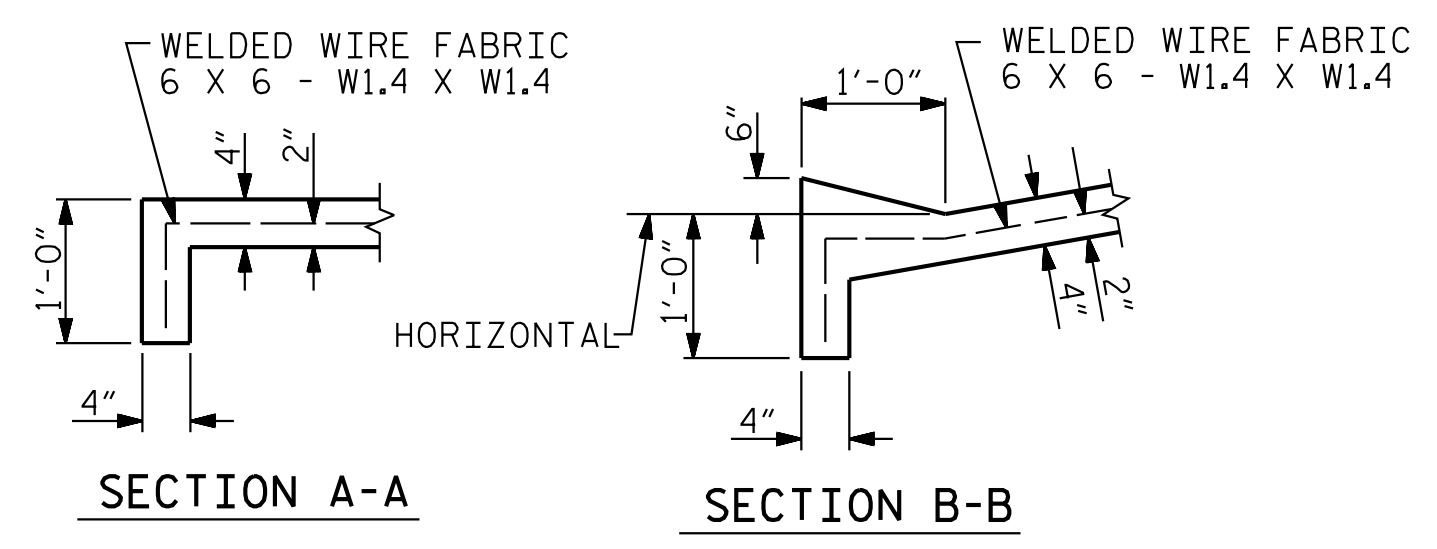 WELDED WIRE FABRIC
6 X 6 - W1.4 X W1.4
4"
2"
1'-0"
4"
SECTION A-A
WELDED WIRE FABRIC
6 X 6 - W1.4 X W1.4
1'-0"
6"
HORIZONTAL
1'-0"
4"
2"
4"
SECTION B-B